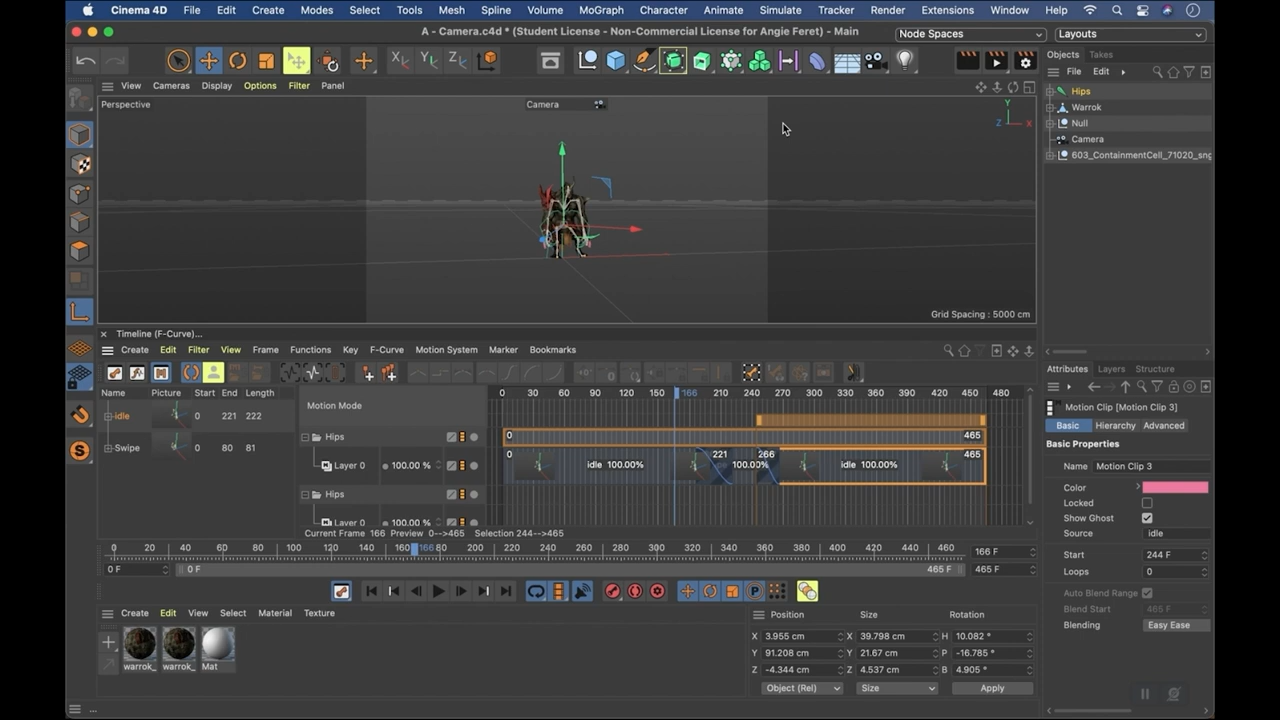 Cinema 4D File Edit Create Modes Select Tools Mesh Spline Volume MoGraph Character Animate Simulate Tracker Render Extensions Window Help
A - Camera.c4d * (Student License - Non-Commercial License for Angie Feret) - Main
Node Spaces
Layouts
Objects Takes
File Edit
Hips
Warrok
Null
Camera
603_ContainmentCell_71020_sng
View Cameras Display Options Filter Panel
Perspective
Camera
Y
Z X
Grid Spacing : 5000 cm
Timeline (F-Curve)...
Create Edit Filter View Frame Functions Key F-Curve Motion System Marker Bookmarks
Name Picture Start End Length
idle 0 221 222
Swipe 0 80 81
0 30 60 90 120 150 166 210 240 270 300 330 360 390 420 450 480
Motion Mode
Hips
0 465
Layer 0 100.00 %
0 idle 100.00% 221 100.00% 266 idle 100.00% 465
Hips
Layer 0 100.00 %
Current Frame 166 Preview 0-->465 Selection 244-->465
0 20 40 60 80 100 120 140 160 166 80 200 220 240 260 280 300 320 340 360 380 400 420 440 460
166 F
0 F 0 F 465 F 465 F
Create Edit View Select Material Texture
warrok_ warrok_ Mat
Position Size Rotation
X 3.955 cm X 39.798 cm H 10.082 °
Y 91.208 cm Y 21.67 cm P -16.785 °
Z -4.344 cm Z 4.537 cm B 4.905 °
Object (Rel) Size Apply
Attributes Layers Structure
Motion Clip [Motion Clip 3]
Basic Hierarchy Advanced
Basic Properties
Name Motion Clip 3
Color
Locked
Show Ghost
Source idle
Start 244 F
Loops 0
Auto Blend Range
Blend Start 465 F
Blending Easy Ease
...